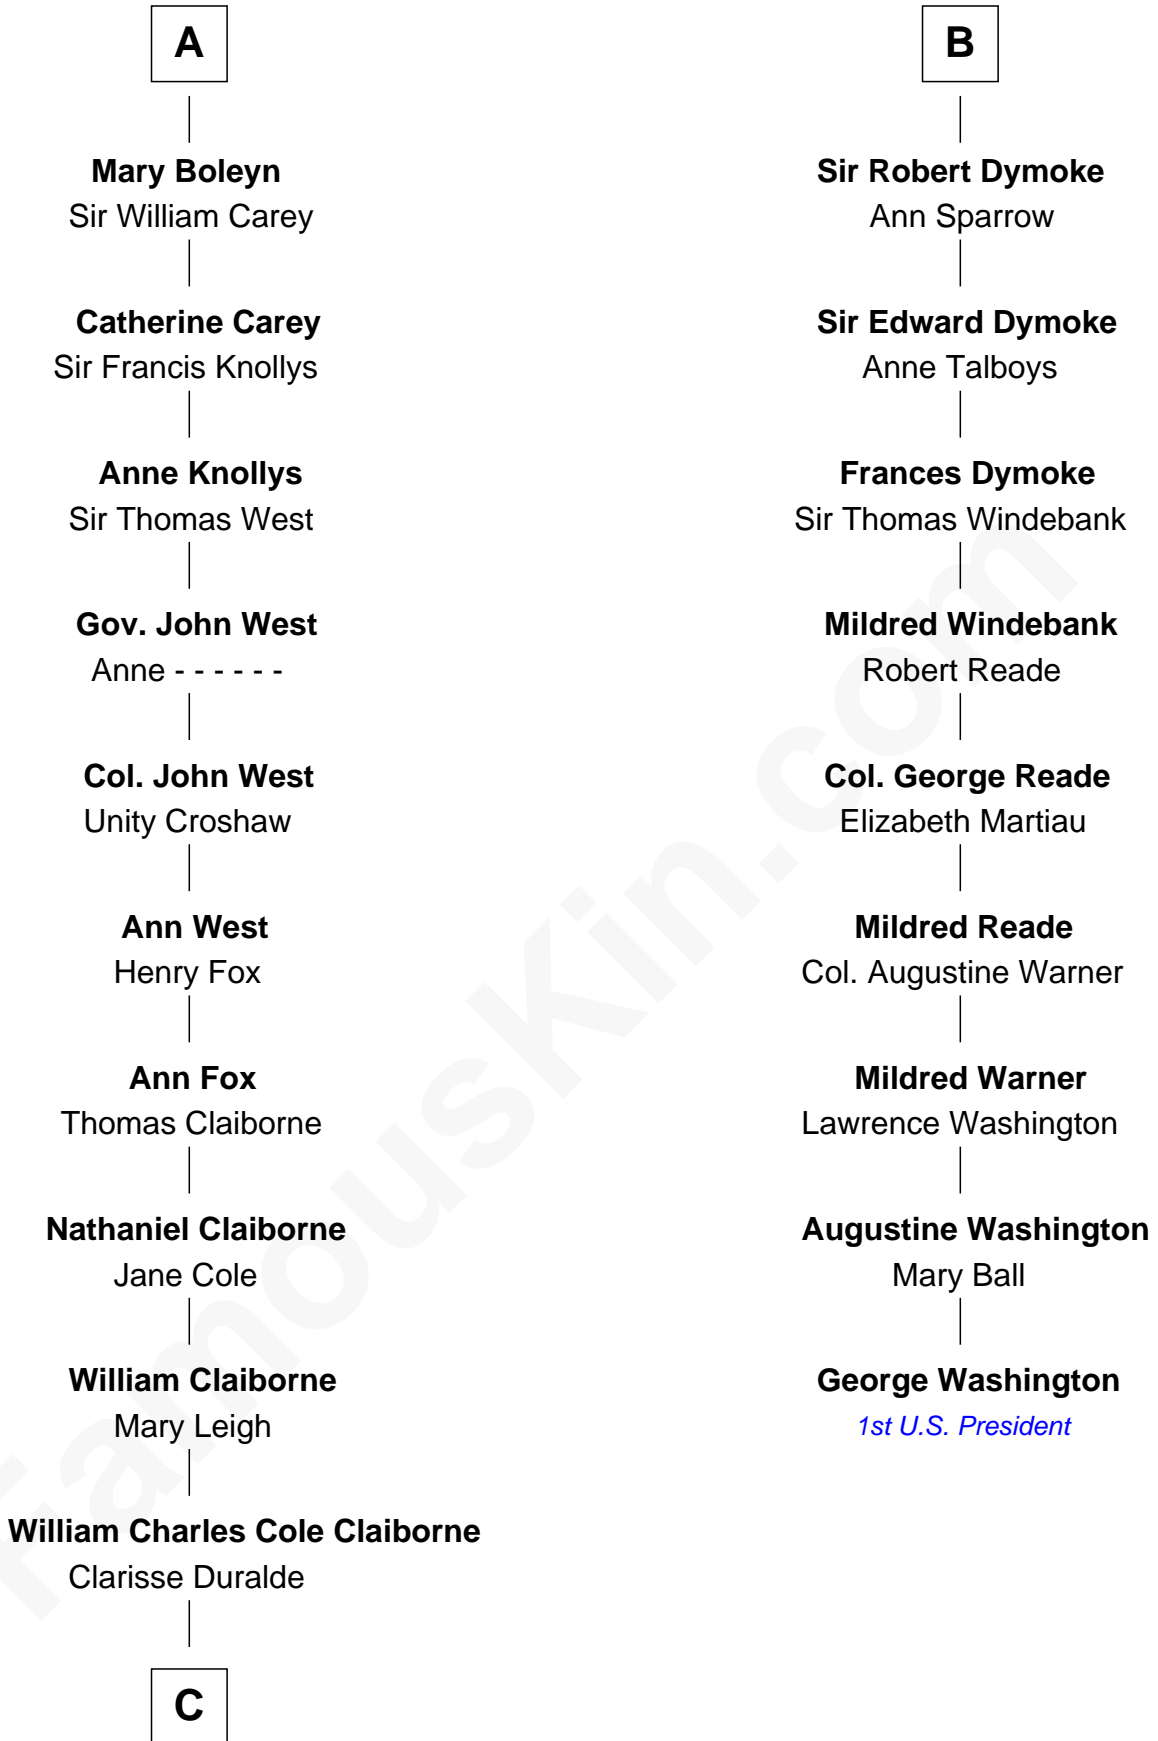 A
Mary Boleyn
Sir William Carey
Catherine Carey
Sir Francis Knollys
Anne Knollys
Sir Thomas West
Gov. John West
Anne - - - - - -
Col. John West
Unity Croshaw
Ann West
Henry Fox
Ann Fox
Thomas Claiborne
Nathaniel Claiborne
Jane Cole
William Claiborne
Mary Leigh
William Charles Cole Claiborne
Clarisse Duralde
C
B
Sir Robert Dymoke
Ann Sparrow
Sir Edward Dymoke
Anne Talboys
Frances Dymoke
Sir Thomas Windebank
Mildred Windebank
Robert Reade
Col. George Reade
Elizabeth Martiau
Mildred Reade
Col. Augustine Warner
Mildred Warner
Lawrence Washington
Augustine Washington
Mary Ball
George Washington
1st U.S. President
FamousKin.com